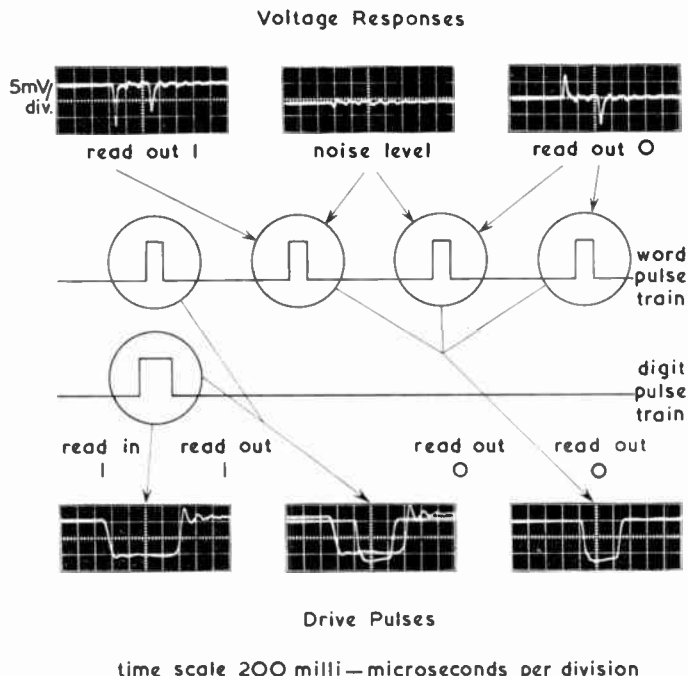 Voltage Responses
5mV/
div.
read out 1
noise level
read out 0
word
pulse
train
digit
pulse
train
read in
1
read out
1
read out
0
read out
0
Drive Pulses
time scale 200 milli—microseconds per division